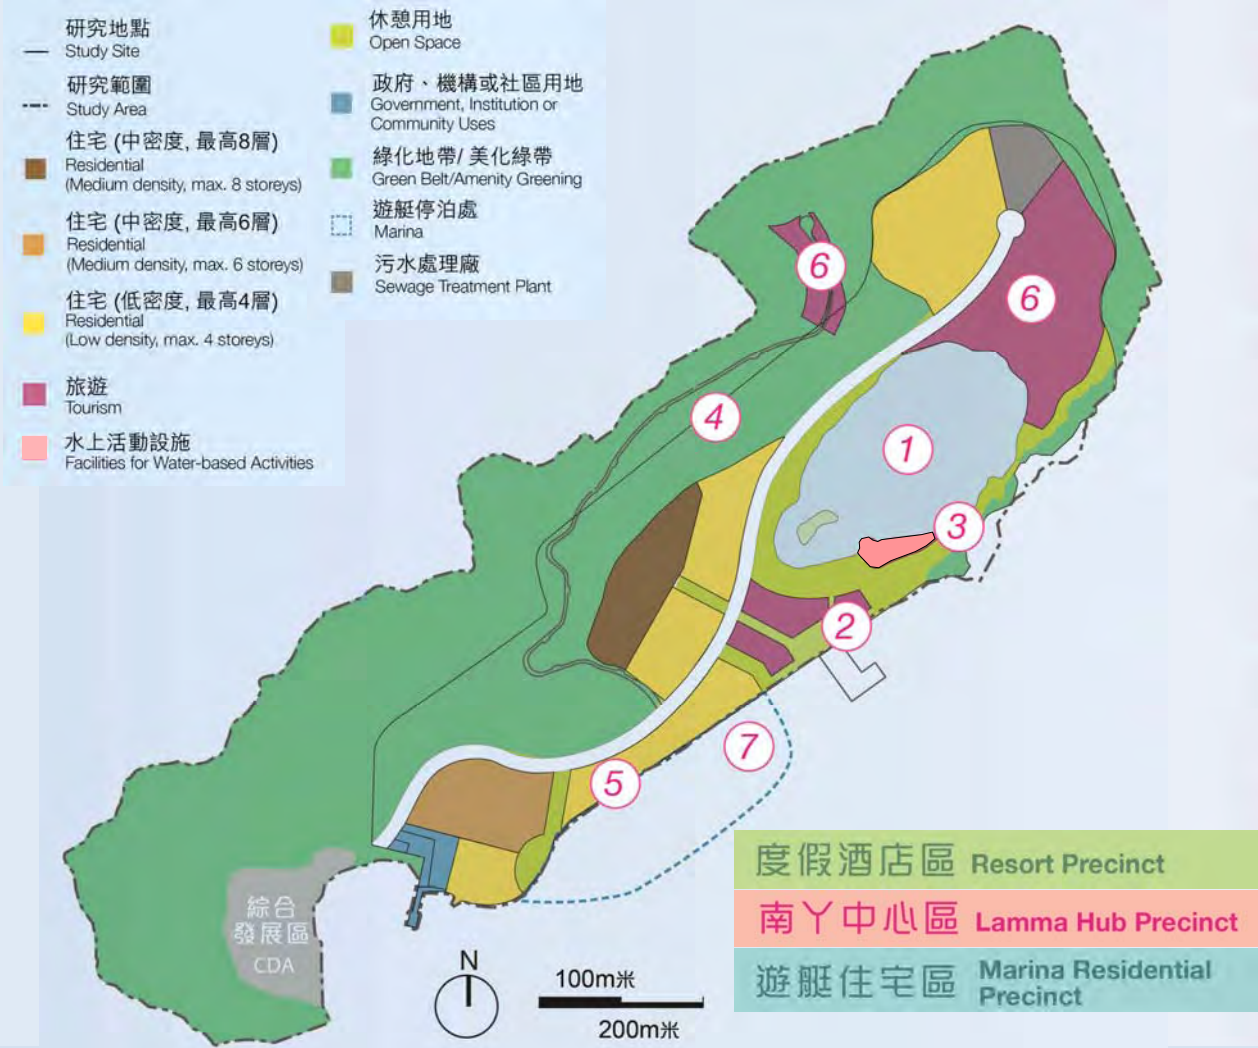 研究地點
Study Site
研究範圍
Study Area
住宅 (中密度, 最高8層)
Residential
(Medium density, max. 8 storeys)
住宅 (中密度, 最高6層)
Residential
(Medium density, max. 6 storeys)
住宅 (低密度, 最高4層)
Residential
(Low density, max. 4 storeys)
旅遊
Tourism
水上活動設施
Facilities for Water-based Activities
休憩用地
Open Space
政府、機構或社區用地
Government, Institution or
Community Uses
綠化地帶/ 美化綠帶
Green Belt/Amenity Greening
遊艇停泊處
Marina
污水處理廠
Sewage Treatment Plant
6
6
4
1
3
2
7
5
綜合
發展區
CDA
N
100m米
200m米
度假酒店區 Resort Precinct
南丫中心區 Lamma Hub Precinct
遊艇住宅區 Marina Residential
Precinct